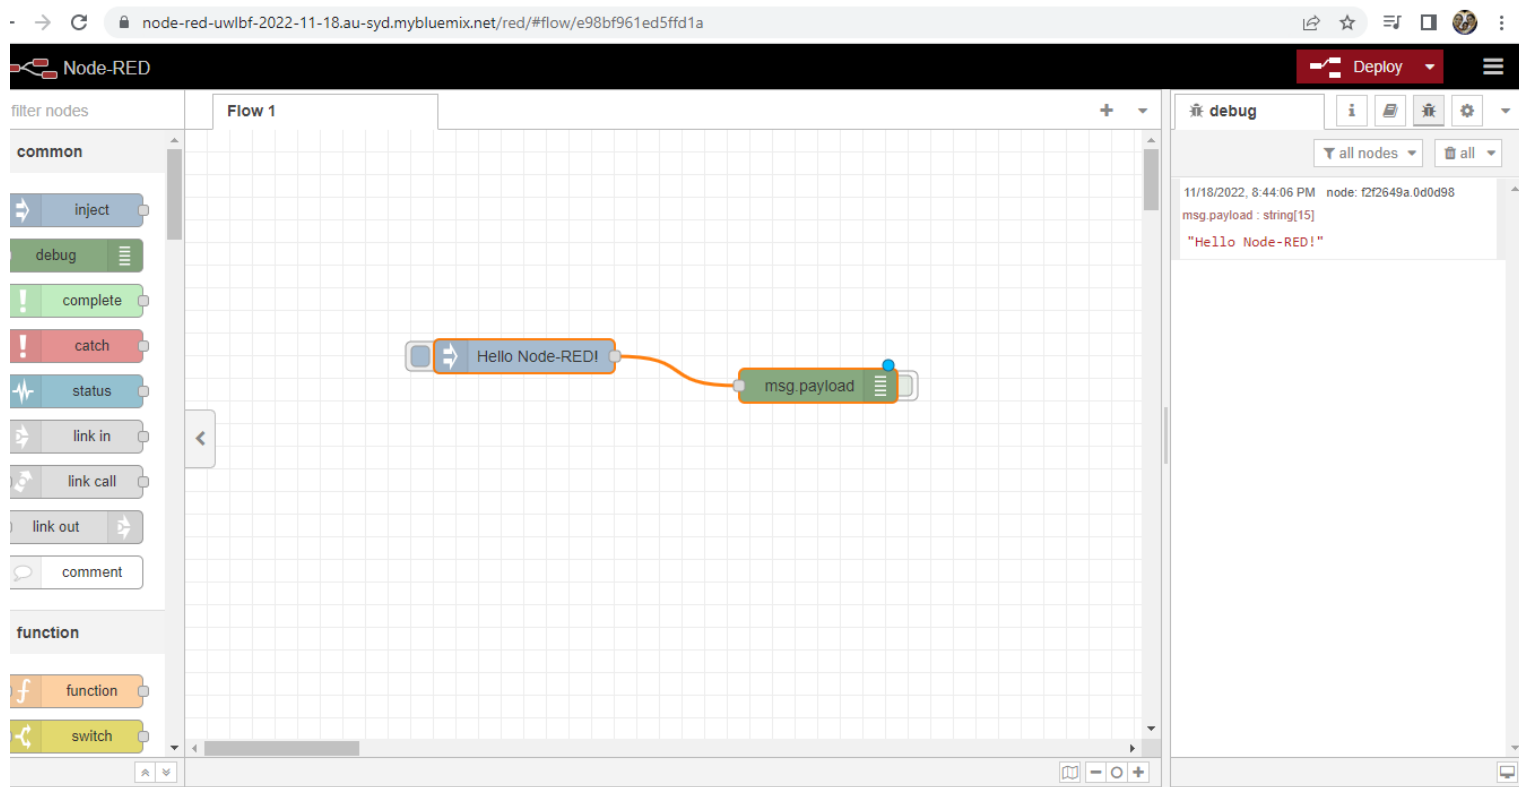 node-red-uwlbf-2022-11-18.au-syd.mybluemix.net/red/#flow/e98bf961ed5ffd1a
Node-RED
Deploy
filter nodes
Flow 1
debug
i
common
all nodes
all
11/18/2022, 8:44:06 PM node: f2f2649a.0d0d98
msg.payload : string[15]
"Hello Node-RED!"
inject
debug
complete
catch
status
link in
link call
link out
comment
function
function
switch
Hello Node-RED!
msg.payload